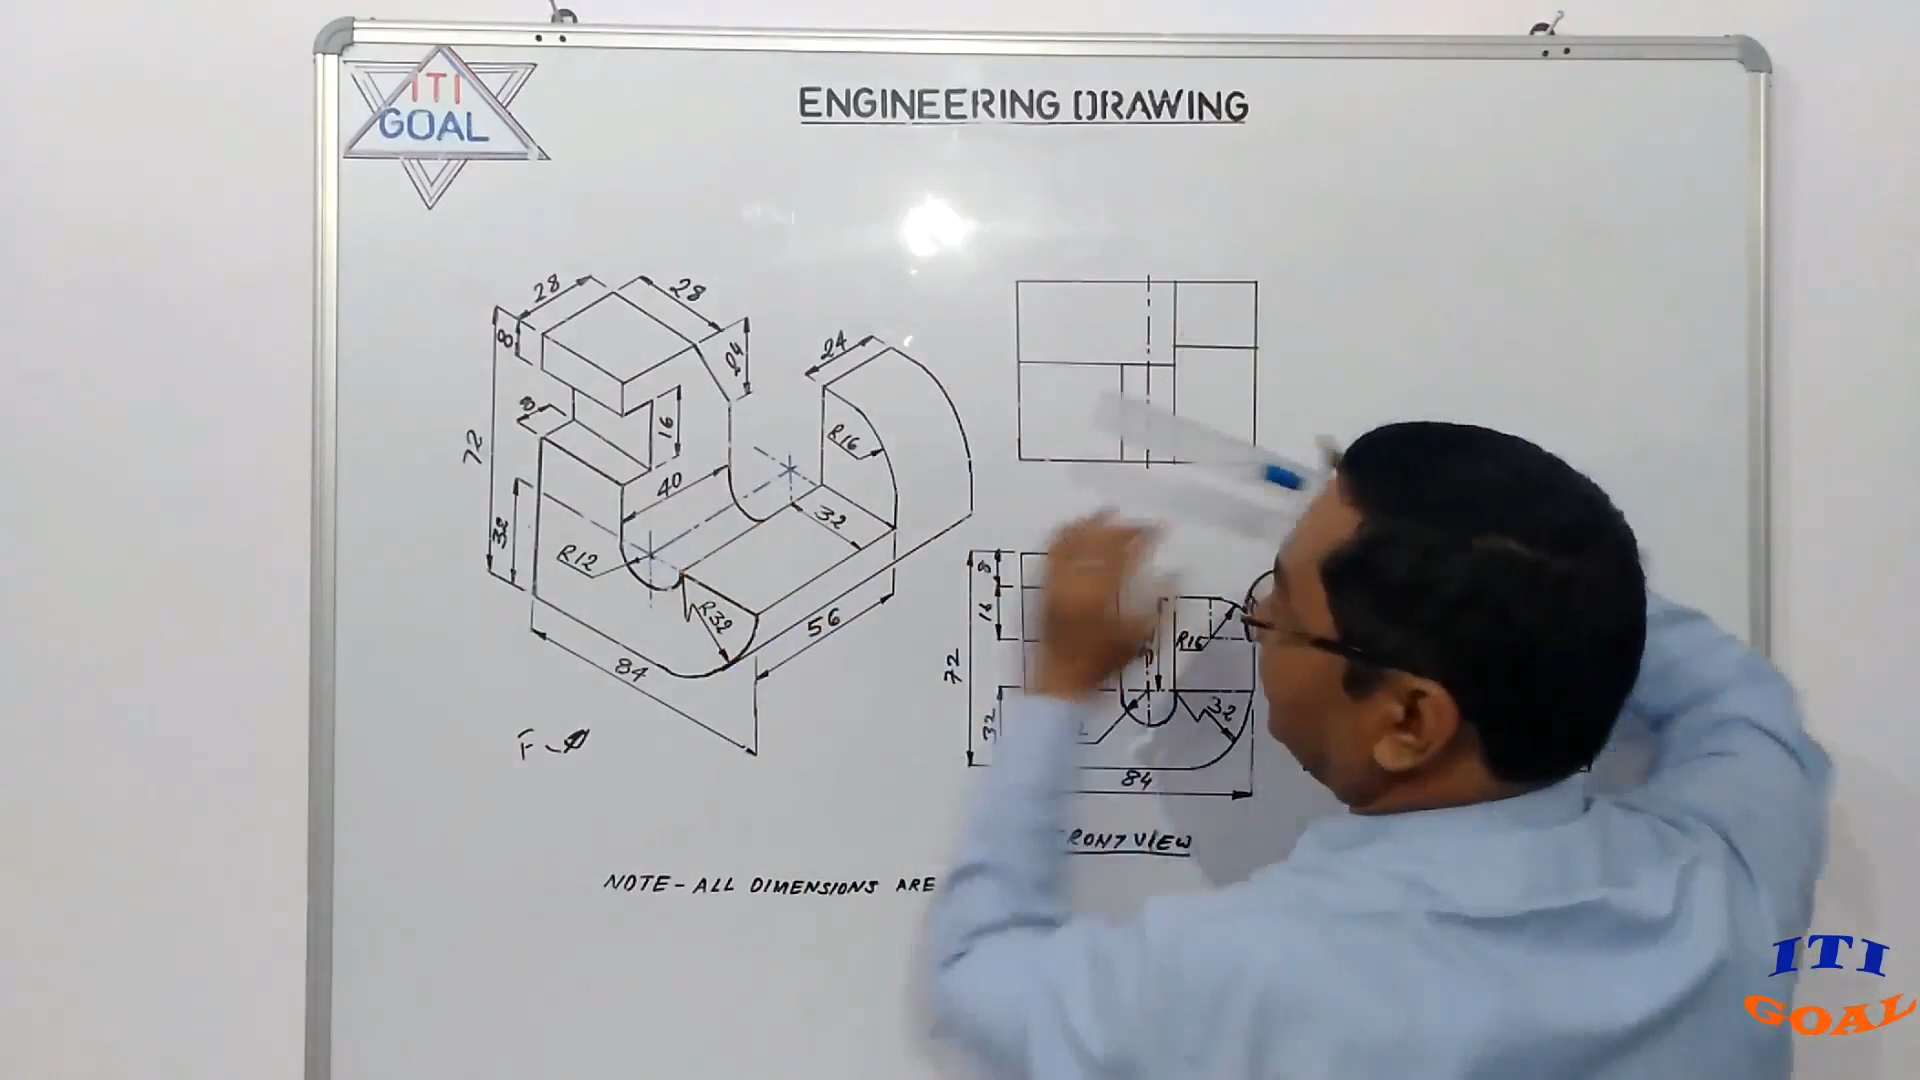 ITI
GOAL
ENGINEERING DRAWING
28
28
8
24
24
8
16
R16
72
40
32
32
R12
R32
56
84
F-
8
16
R16
72
32
32
84
FRONT VIEW
NOTE - ALL DIMENSIONS ARE
ITI
GOAL